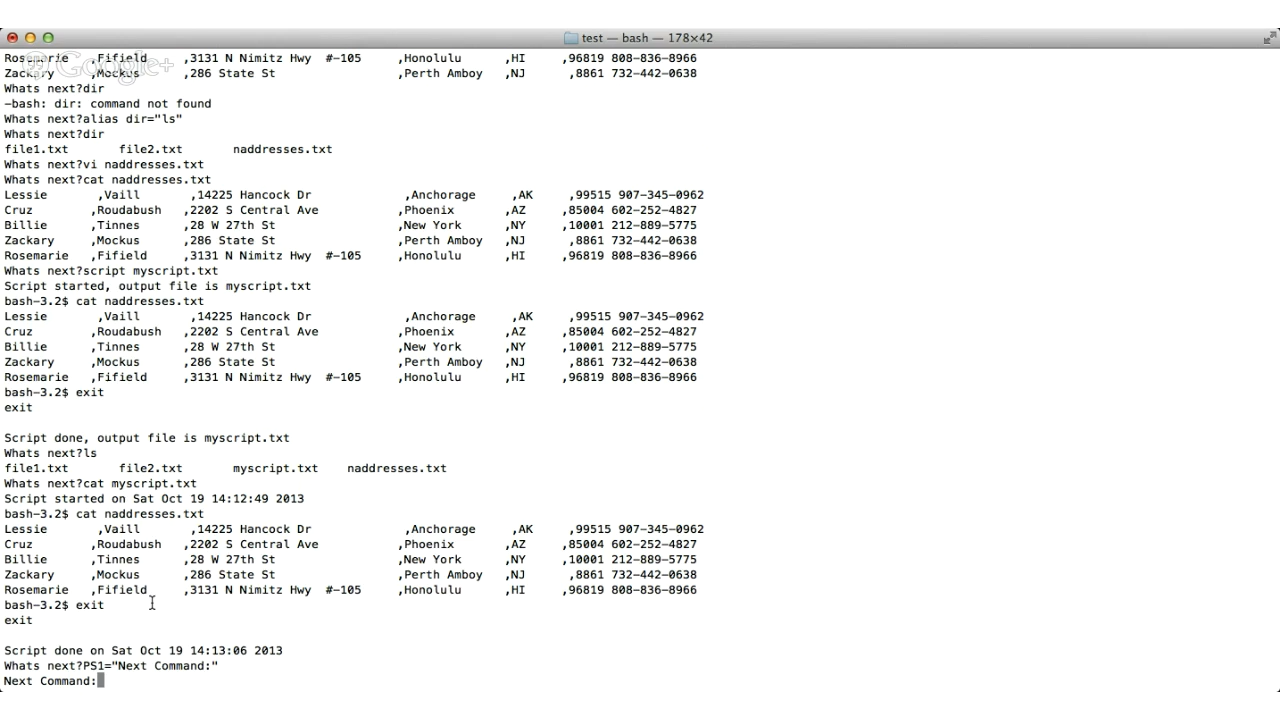 test — bash — 178×42
Google+
Rosemarie ,Fifield ,3131 N Nimitz Hwy #-105 ,Honolulu ,HI ,96819 808-836-8966
Zackary ,Mockus ,286 State St ,Perth Amboy ,NJ ,8861 732-442-0638
Whats next?dir
-bash: dir: command not found
Whats next?alias dir="ls"
Whats next?dir
file1.txt file2.txt naddresses.txt
Whats next?vi naddresses.txt
Whats next?cat naddresses.txt
Lessie ,Vaill ,14225 Hancock Dr ,Anchorage ,AK ,99515 907-345-0962
Cruz ,Roudabush ,2202 S Central Ave ,Phoenix ,AZ ,85004 602-252-4827
Billie ,Tinnes ,28 W 27th St ,New York ,NY ,10001 212-889-5775
Zackary ,Mockus ,286 State St ,Perth Amboy ,NJ ,8861 732-442-0638
Rosemarie ,Fifield ,3131 N Nimitz Hwy #-105 ,Honolulu ,HI ,96819 808-836-8966
Whats next?script myscript.txt
Script started, output file is myscript.txt
bash-3.2$ cat naddresses.txt
Lessie ,Vaill ,14225 Hancock Dr ,Anchorage ,AK ,99515 907-345-0962
Cruz ,Roudabush ,2202 S Central Ave ,Phoenix ,AZ ,85004 602-252-4827
Billie ,Tinnes ,28 W 27th St ,New York ,NY ,10001 212-889-5775
Zackary ,Mockus ,286 State St ,Perth Amboy ,NJ ,8861 732-442-0638
Rosemarie ,Fifield ,3131 N Nimitz Hwy #-105 ,Honolulu ,HI ,96819 808-836-8966
bash-3.2$ exit
exit
Script done, output file is myscript.txt
Whats next?ls
file1.txt file2.txt myscript.txt naddresses.txt
Whats next?cat myscript.txt
Script started on Sat Oct 19 14:12:49 2013
bash-3.2$ cat naddresses.txt
Lessie ,Vaill ,14225 Hancock Dr ,Anchorage ,AK ,99515 907-345-0962
Cruz ,Roudabush ,2202 S Central Ave ,Phoenix ,AZ ,85004 602-252-4827
Billie ,Tinnes ,28 W 27th St ,New York ,NY ,10001 212-889-5775
Zackary ,Mockus ,286 State St ,Perth Amboy ,NJ ,8861 732-442-0638
Rosemarie ,Fifield ,3131 N Nimitz Hwy #-105 ,Honolulu ,HI ,96819 808-836-8966
bash-3.2$ exit
exit
Script done on Sat Oct 19 14:13:06 2013
Whats next?PS1="Next Command:"
Next Command: